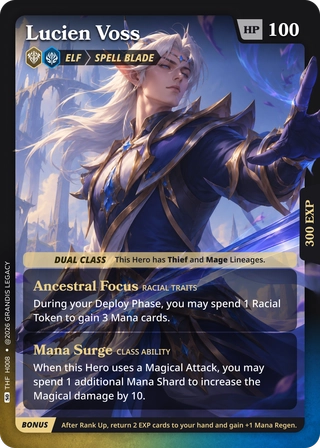 Lucien Voss
HP 100
ELF SPELL BLADE
300 EXP
DUAL CLASS This Hero has Thief and Mage Lineages.
Ancestral Focus RACIAL TRAITS
During your Deploy Phase, you may spend 1 Racial
Token to gain 3 Mana cards.
Mana Surge CLASS ABILITY
When this Hero uses a Magical Attack, you may
spend 1 additional Mana Shard to increase the
Magical damage by 10.
BONUS After Rank Up, return 2 EXP cards to your hand and gain +1 Mana Regen.
THF H008 • @2026 GRANDIS LEGACY